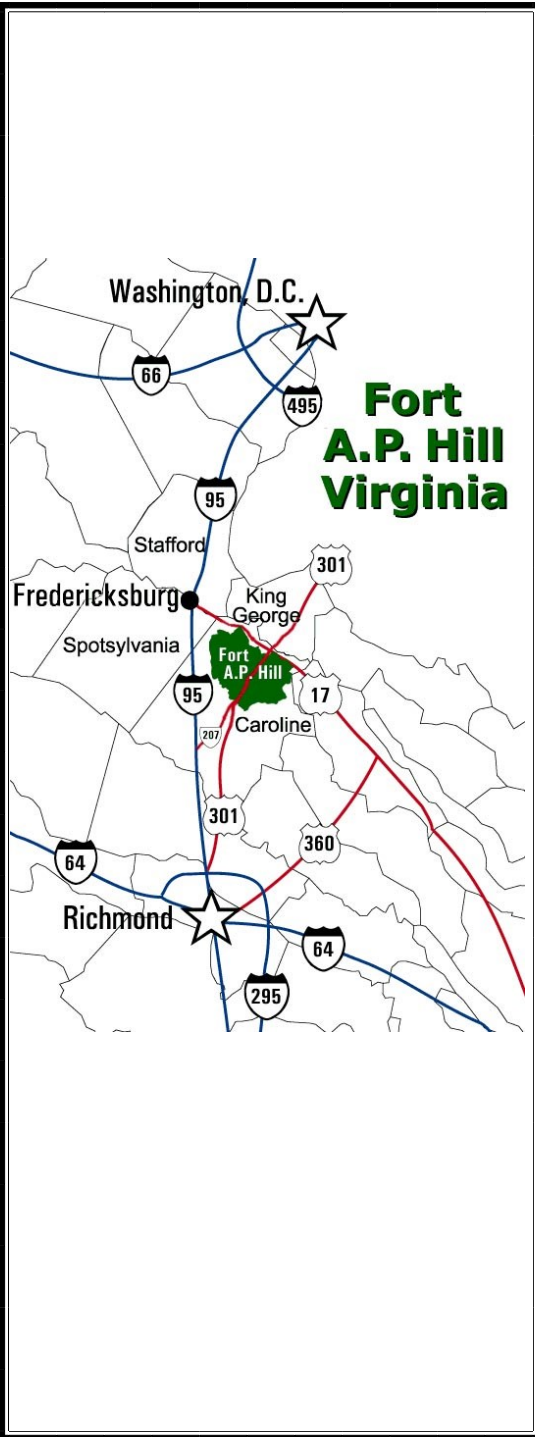 Washington, D.C.
66
495
Fort
A.P. Hill
Virginia
95
Stafford
301
Fredericksburg
King
George
Spotsylvania
Fort
A.P. Hill
95
17
207
Caroline
301
360
64
Richmond
64
295